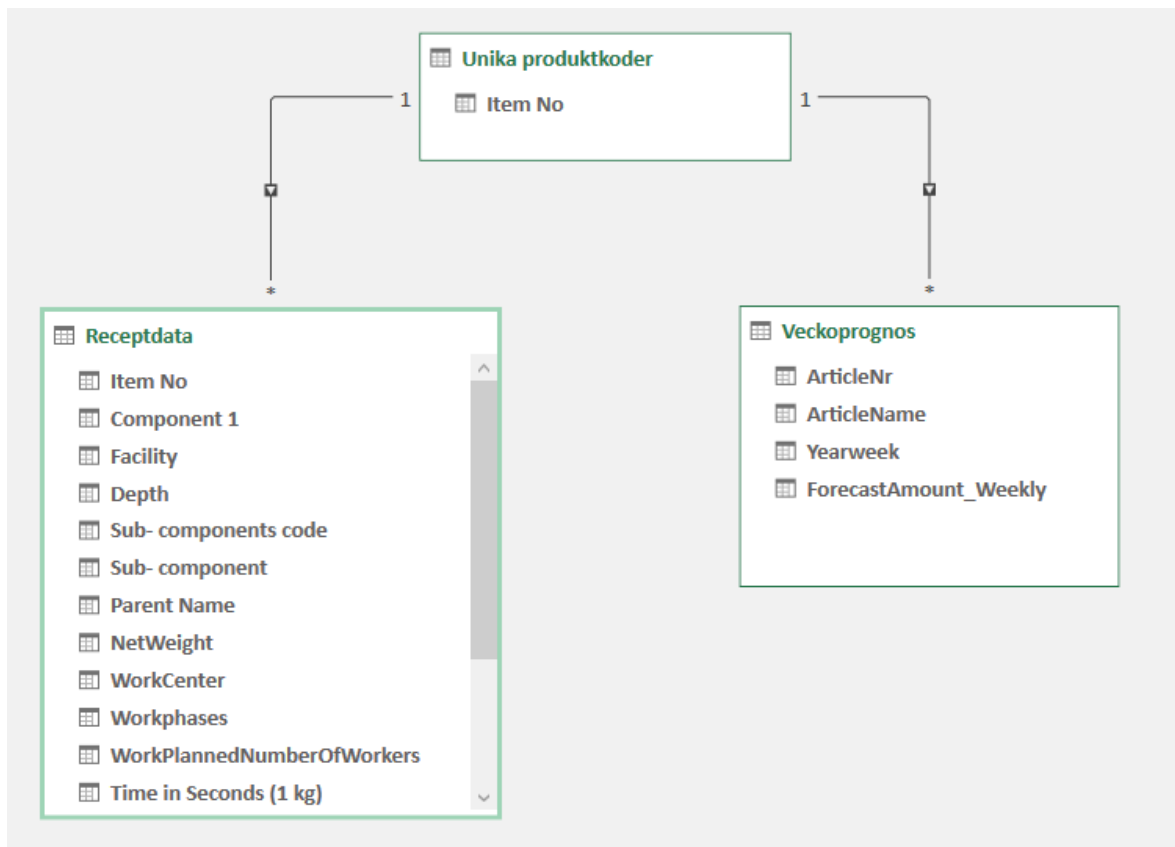 Unika produktkoder
1
1
Item No
*
*
Receptdata
Item No
Component 1
Facility
Depth
Sub- components code
Sub- component
Parent Name
NetWeight
WorkCenter
Workphases
WorkPlannedNumberOfWorkers
Time in Seconds (1 kg)
Veckoprognos
ArticleNr
ArticleName
Yearweek
ForecastAmount_Weekly